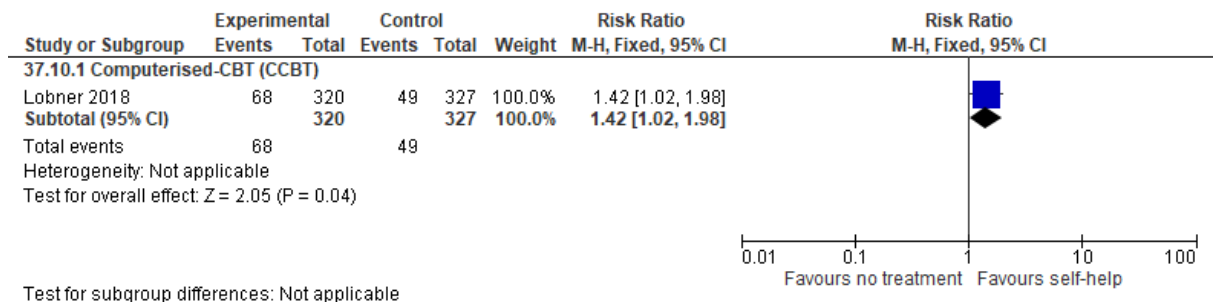 Experimental Control Risk Ratio Risk Ratio
Study or Subgroup Events Total Events Total Weight M-H, Fixed, 95% CI M-H, Fixed, 95% CI
37.10.1 Computerised-CBT (CCBT)
Lobner 2018 68 320 49 327 100.0% 1.42 [1.02, 1.98]
Subtotal (95% CI) 320 327 100.0% 1.42 [1.02, 1.98]
Total events 68 49
Heterogeneity: Not applicable
Test for overall effect: Z = 2.05 (P = 0.04)
0.01 0.1 1 10 100
Favours no treatment Favours self-help
Test for subgroup differences: Not applicable